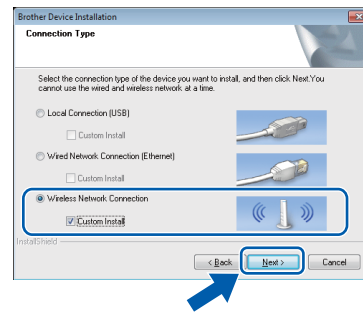 Brother Device Installation
Connection Type
Select the connection type of the device you want to install, and then click Next.You
cannot use the wired and wireless network at a time.
Local Connection (USB)
Custom Install
Wired Network Connection (Ethernet)
Custom Install
Wireless Network Connection
Custom Install
InstallShield
< Back
Next >
Cancel